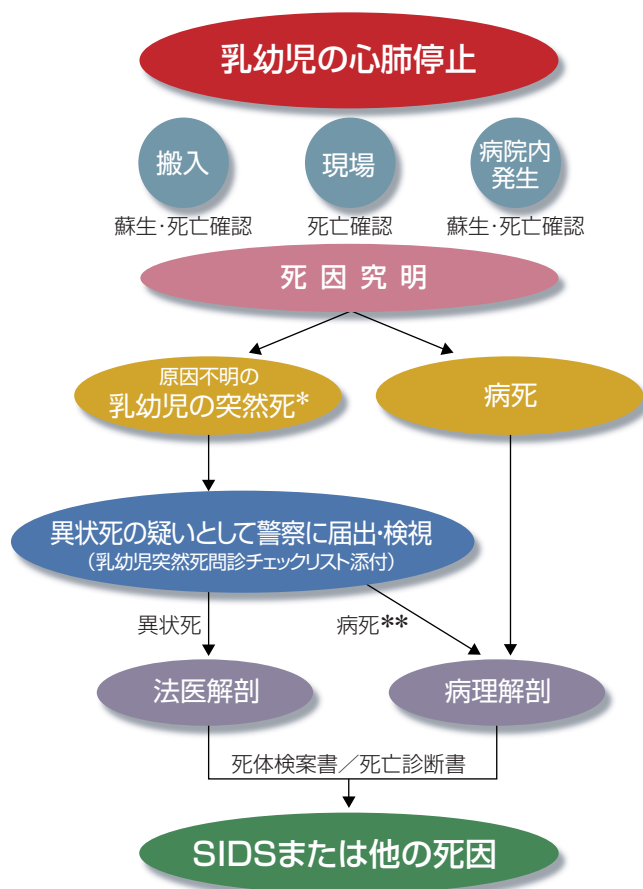 乳幼児の心肺停止
搬入
現場
病院内
発生
蘇生・死亡確認
死亡確認
蘇生・死亡確認
死因究明
原因不明の
乳幼児の突然死*
病死
異状死の疑いとして警察に届出・検視
（乳幼児突然死問診チェックリスト添付）
異状死
病死**
法医解剖
病理解剖
死体検案書／死亡診断書
SIDSまたは他の死因